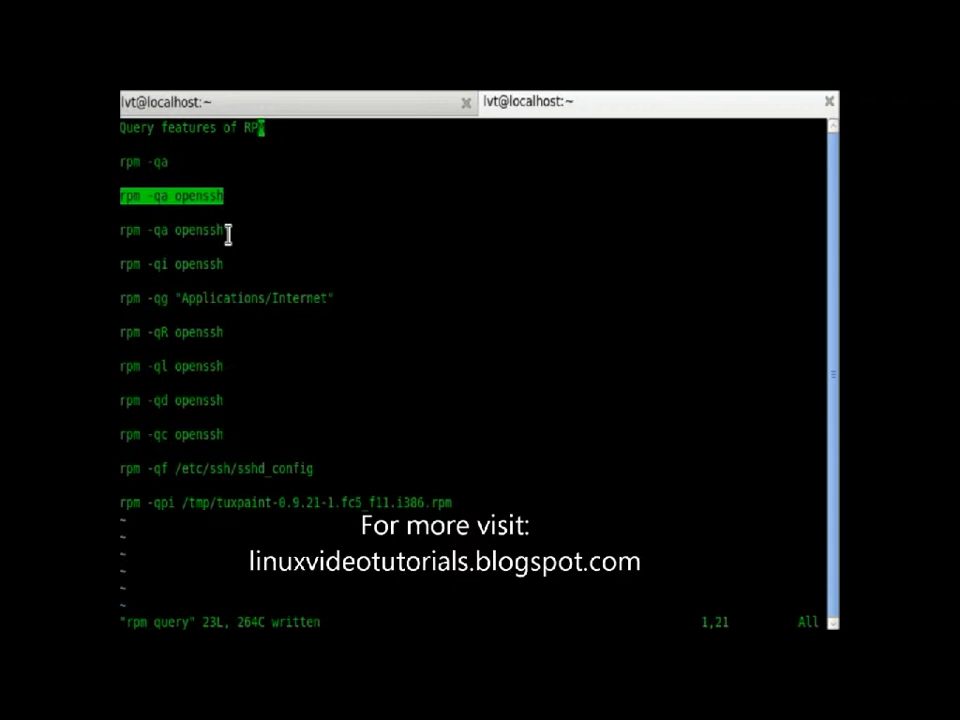 lvt@localhost:~ lvt@localhost:~
Query features of RPM
rpm -qa
rpm -qa openssh
rpm -qa openssh
rpm -qi openssh
rpm -qg "Applications/Internet"
rpm -qR openssh
rpm -ql openssh
rpm -qd openssh
rpm -qc openssh
rpm -qf /etc/ssh/sshd_config
rpm -qpi /tmp/tuxpaint-0.9.21-1.fc5_f11.i386.rpm
~
For more visit:
~
~
linuxvideotutorials.blogspot.com
~
~
~
"rpm query" 23L, 264C written 1,21 All